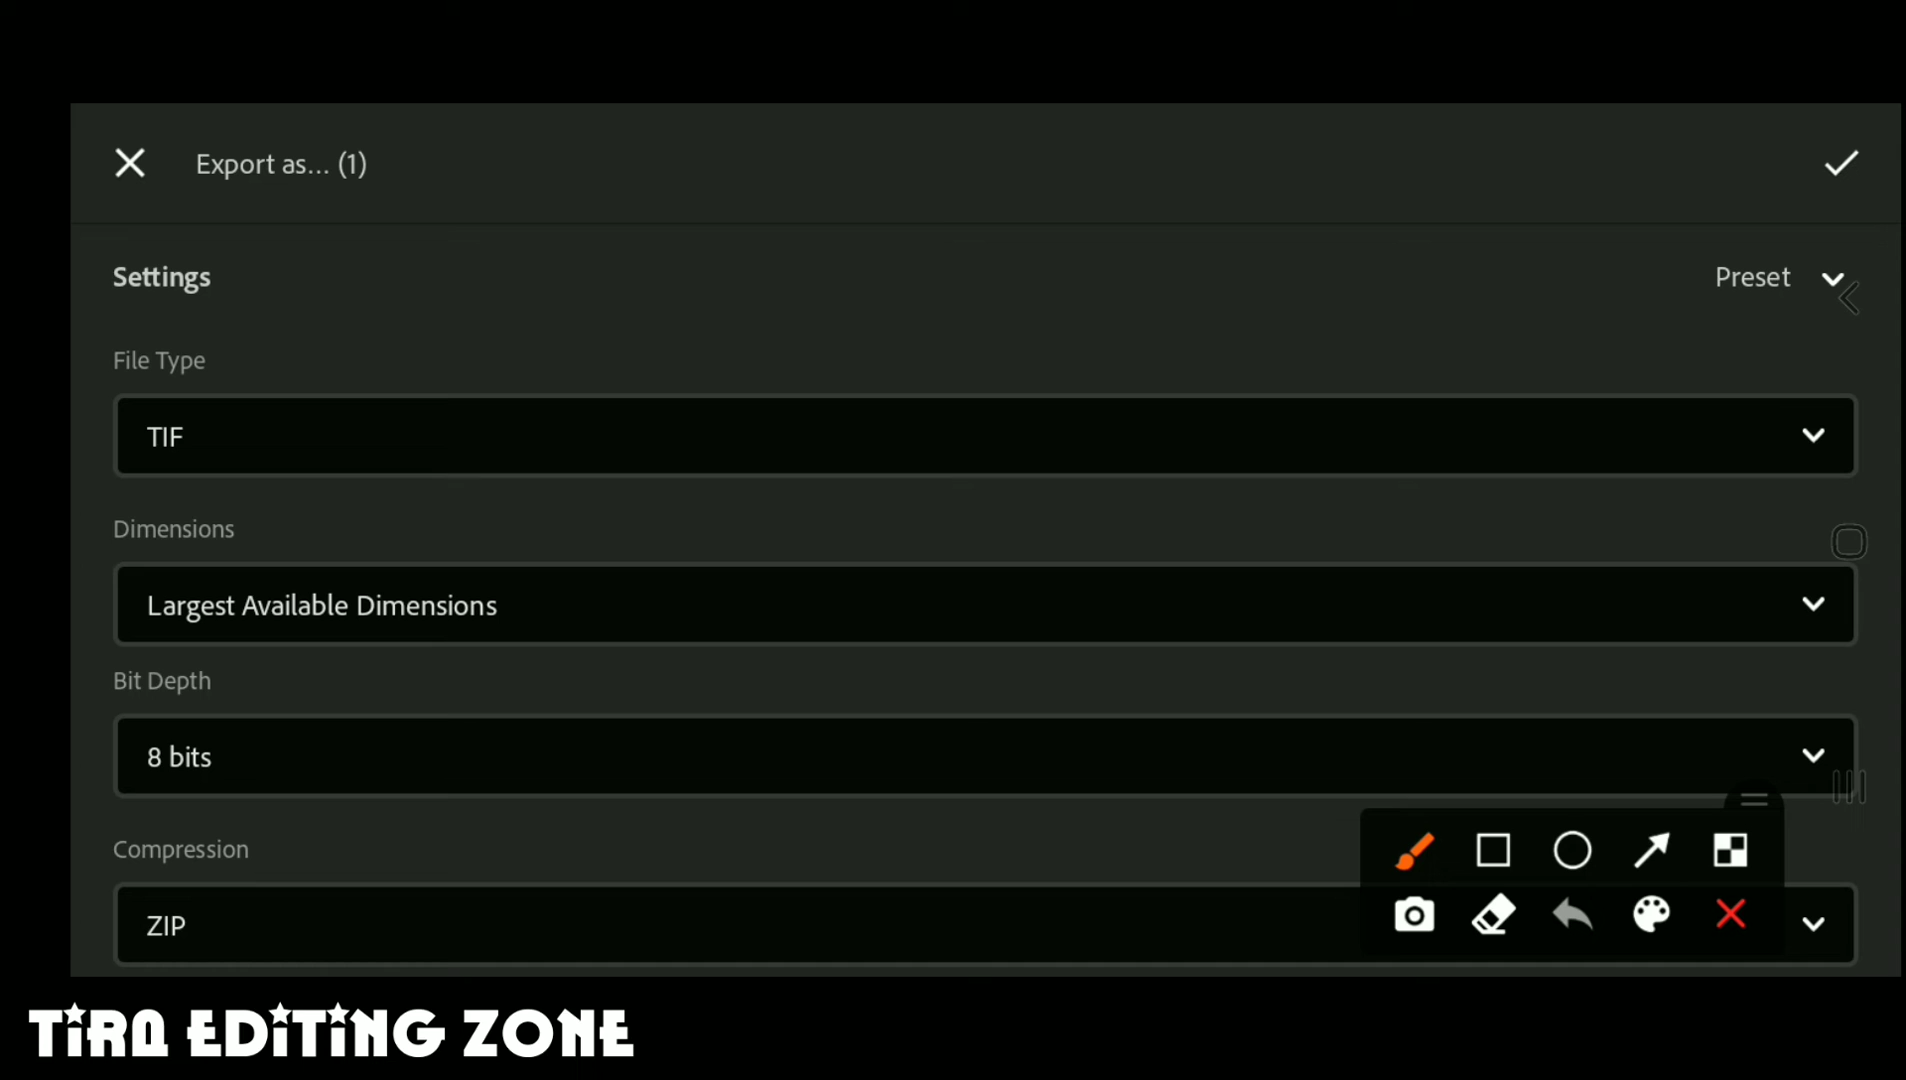 Export as... (1)
Settings
Preset
File Type
TIF
Dimensions
Largest Available Dimensions
Bit Depth
8 bits
Compression
ZIP
TiRA EDiTiNG ZONE